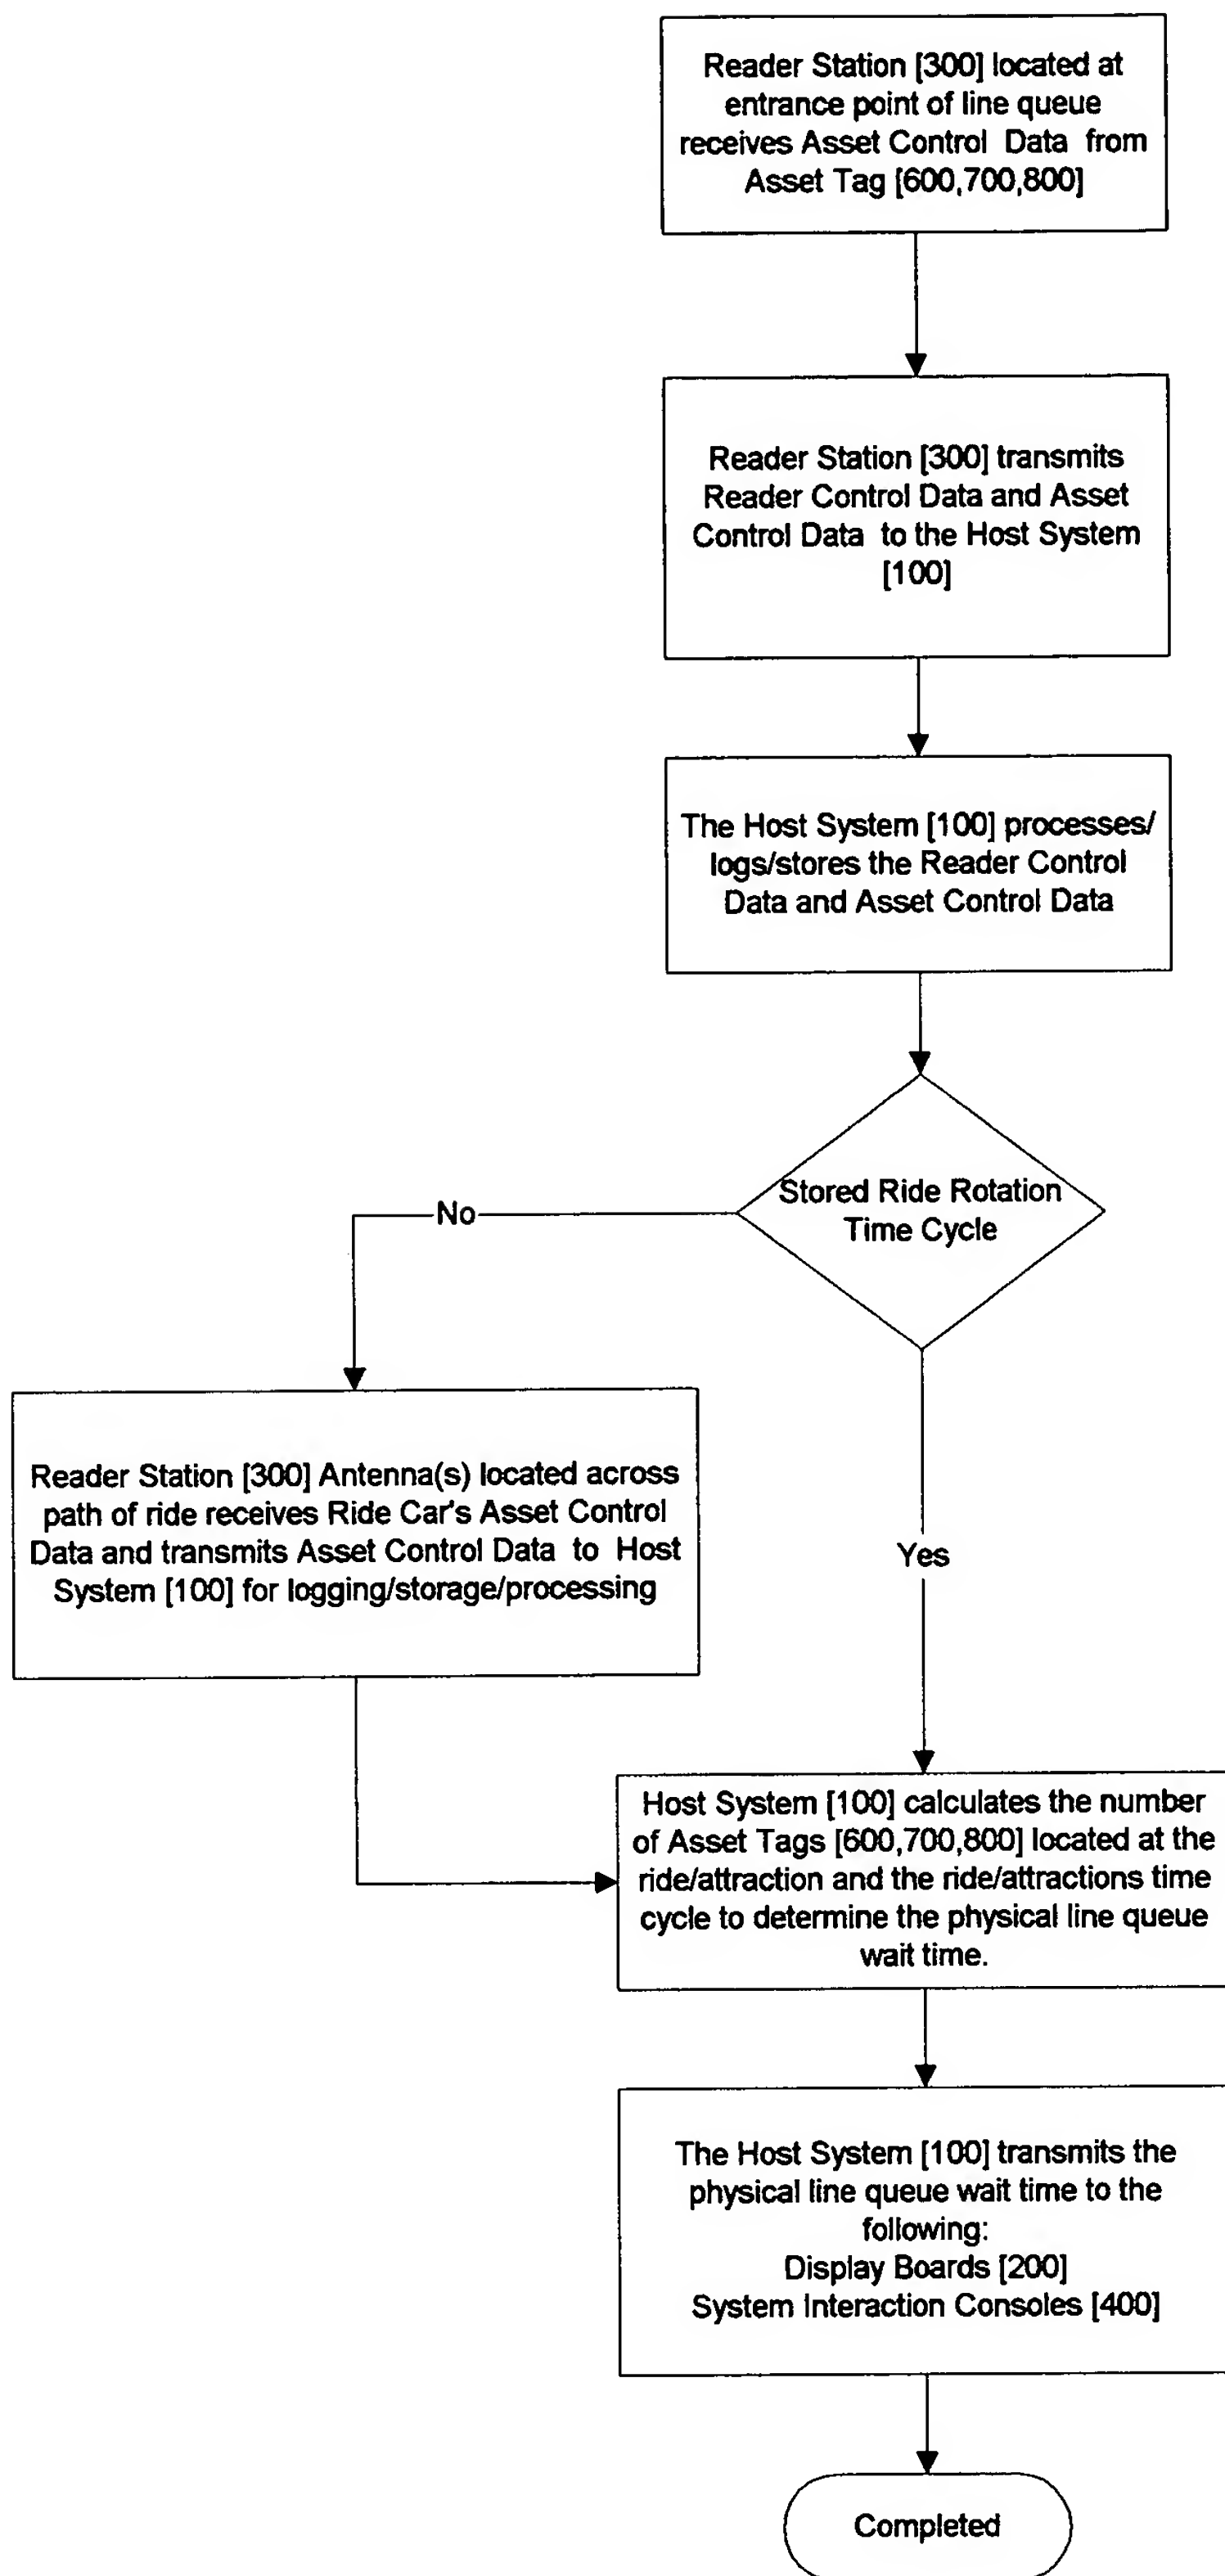 Reader Station [300] located at
entrance point of line queue
receives Asset Control Data from
Asset Tag [600,700,800]
Reader Station [300] transmits
Reader Control Data and Asset
Control Data to the Host System
[100]
The Host System [100] processes/
logs/stores the Reader Control
Data and Asset Control Data
Stored Ride Rotation
Time Cycle
No
Reader Station [300] Antenna(s) located across
path of ride receives Ride Car's Asset Control
Data and transmits Asset Control Data to Host
System [100] for logging/storage/processing
Yes
Host System [100] calculates the number
of Asset Tags [600,700,800] located at the
ride/attraction and the ride/attractions time
cycle to determine the physical line queue
wait time.
The Host System [100] transmits the
physical line queue wait time to the
following:
Display Boards [200]
System Interaction Consoles [400]
Completed